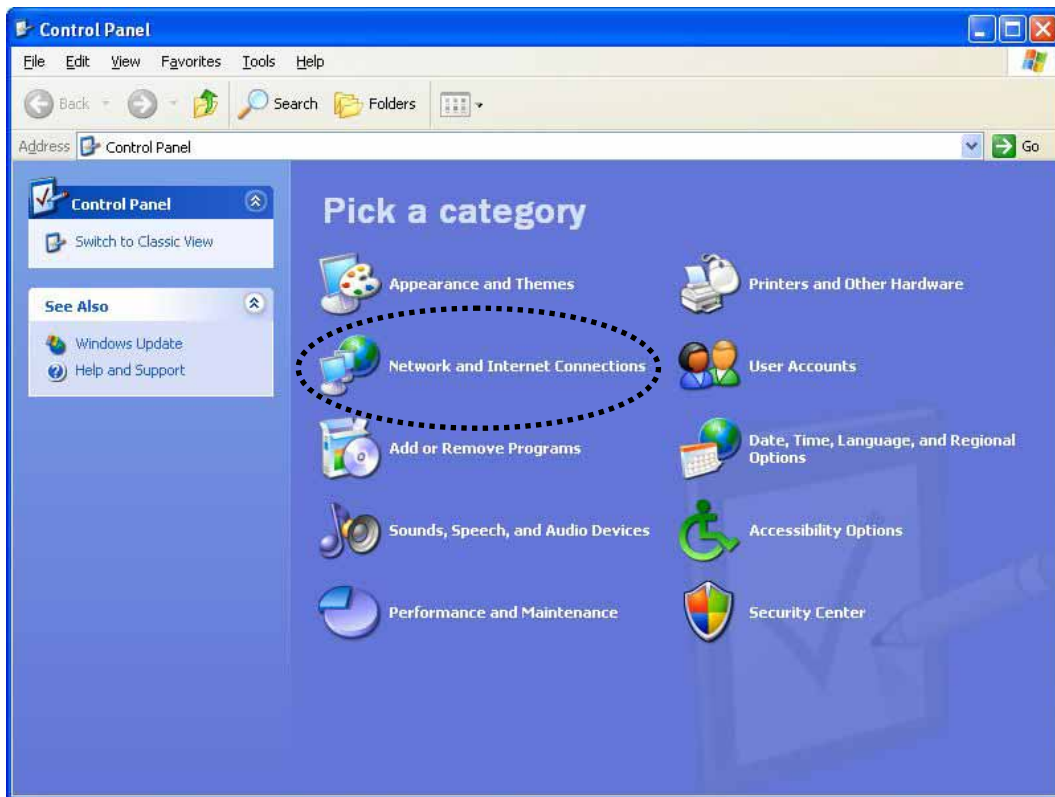 Control Panel
File Edit View Favorites Tools Help
Back Search Folders
Address Control Panel Go
Control Panel
Switch to Classic View
See Also
Windows Update
Help and Support
Pick a category
Appearance and Themes
Printers and Other Hardware
Network and Internet Connections
User Accounts
Add or Remove Programs
Date, Time, Language, and Regional
Options
Sounds, Speech, and Audio Devices
Accessibility Options
Performance and Maintenance
Security Center